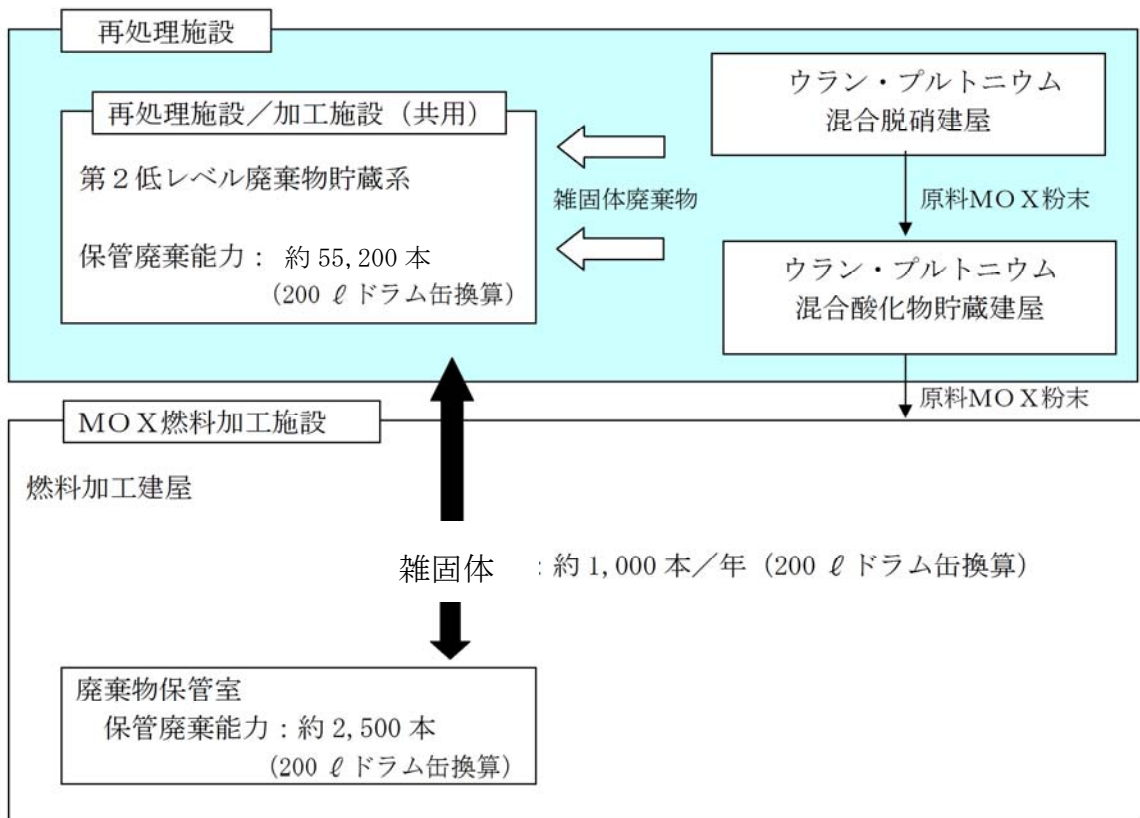 再処理施設
再処理施設／加工施設（共用）
第２低レベル廃棄物貯蔵系
保管廃棄能力： 約 55,200 本
（200 ℓ ドラム缶換算）
雑固体廃棄物
ウラン・プルトニウム
混合脱硝建屋
原料ＭＯＸ粉末
ウラン・プルトニウム
混合酸化物貯蔵建屋
原料ＭＯＸ粉末
ＭＯＸ燃料加工施設
燃料加工建屋
雑固体 ：約 1,000 本／年（200 ℓ ドラム缶換算）
廃棄物保管室
保管廃棄能力：約 2,500 本
（200 ℓ ドラム缶換算）